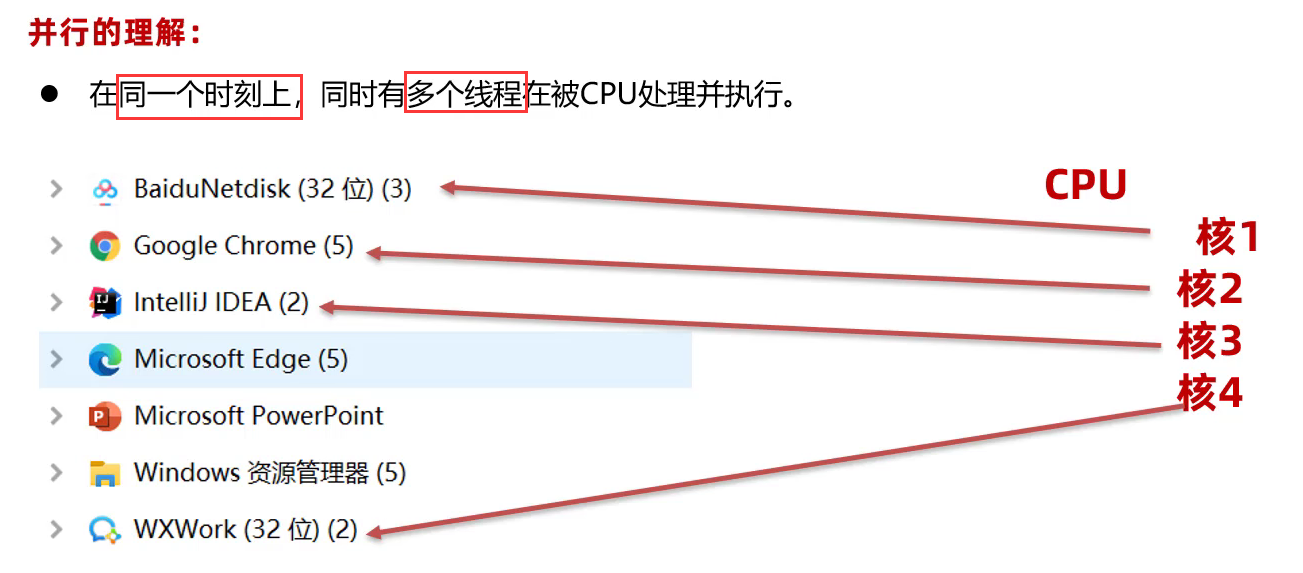 并行的理解：
● 在同一个时刻上，同时有多个线程在被CPU处理并执行。
BaiduNetdisk (32 位) (3)
CPU
核1
Google Chrome (5)
核2
IntelliJ IDEA (2)
核3
Microsoft Edge (5)
核4
Microsoft PowerPoint
Windows 资源管理器 (5)
WXWork (32 位) (2)